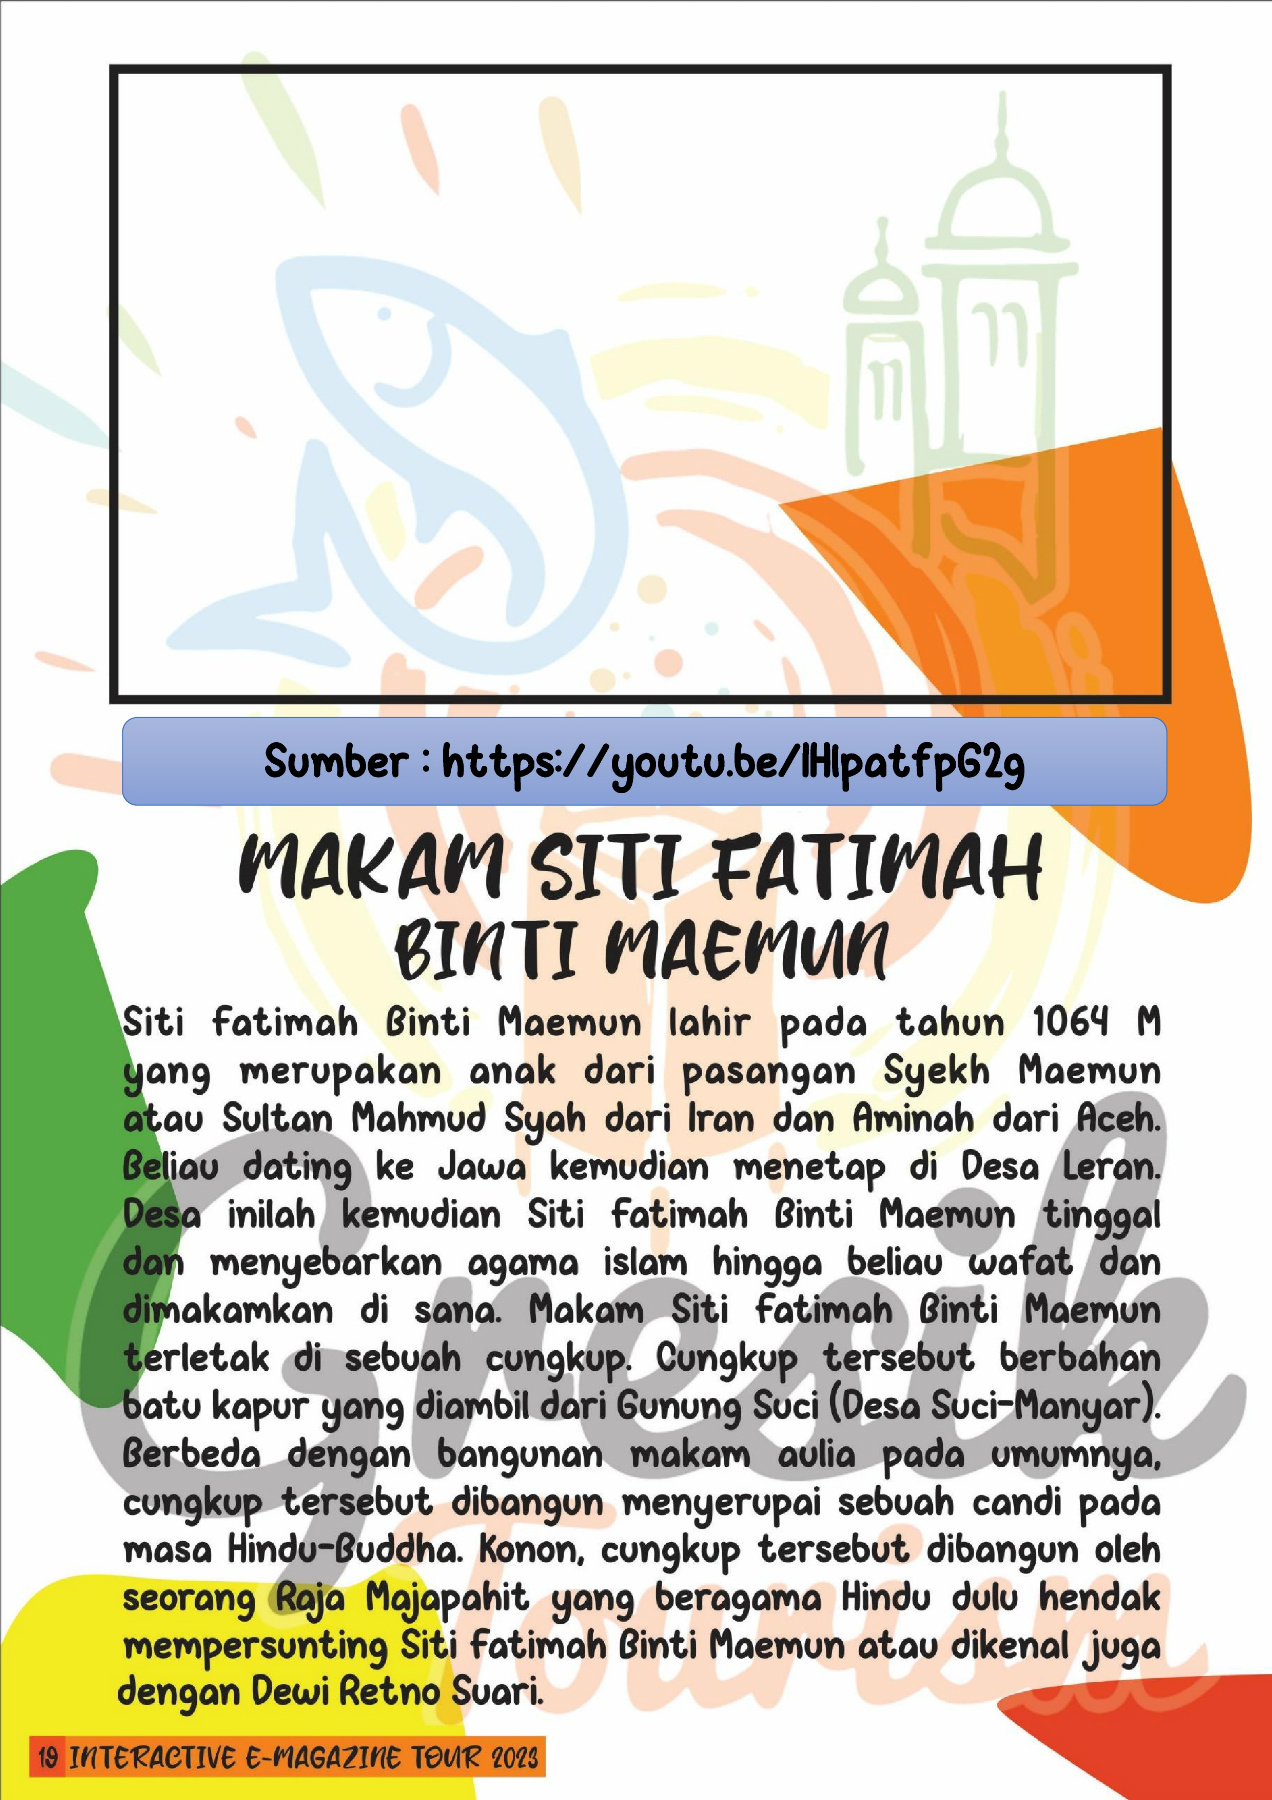 Sumber : https://youtu.be/lHlpatfpG2g
MAKAM SITI FATIMAH
BINTI MAEMUN
Siti Fatimah Binti Maemun lahir pada tahun 1064 M
yang merupakan anak dari pasangan Syekh Maemun
atau Sultan Mahmud Syah dari Iran dan Aminah dari Aceh.
Beliau dating ke Jawa kemudian menetap di Desa Leran.
Desa inilah kemudian Siti Fatimah Binti Maemun tinggal
dan menyebarkan agama islam hingga beliau wafat dan
dimakamkan di sana. Makam Siti Fatimah Binti Maemun
terletak di sebuah cungkup. Cungkup tersebut berbahan
batu kapur yang diambil dari Gunung Suci (Desa Suci-Manyar).
Berbeda dengan bangunan makam aulia pada umumnya,
cungkup tersebut dibangun menyerupai sebuah candi pada
masa Hindu-Buddha. Konon, cungkup tersebut dibangun oleh
seorang Raja Majapahit yang beragama Hindu dulu hendak
mempersunting Siti Fatimah Binti Maemun atau dikenal juga
dengan Dewi Retno Suari.
Gresik
Tourism
19 INTERACTIVE E-MAGAZINE TOUR 2023